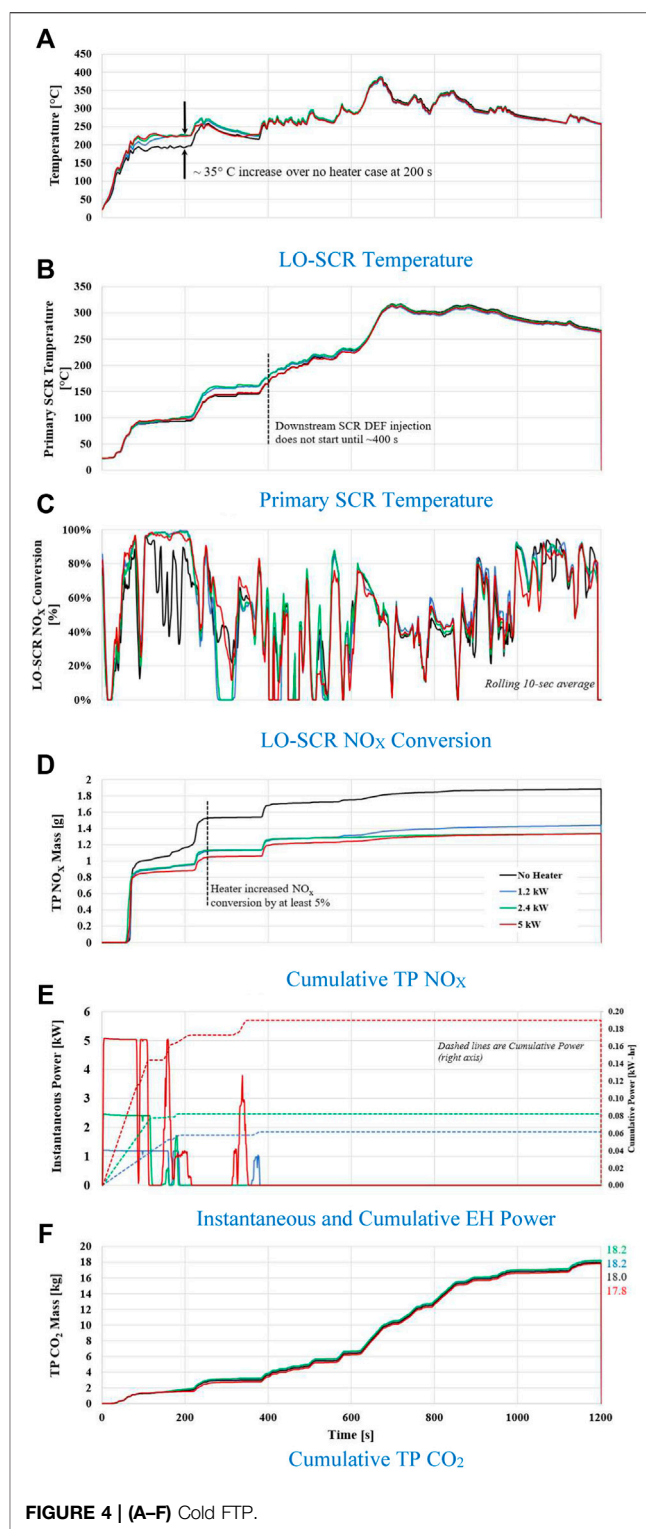 A
Temperature [°C]
450
400
350
300
250
200
150
100
50
0
~ 35° C increase over no heater case at 200 s
LO-SCR Temperature
B
Primary SCR Temperature
[°C]
350
300
250
200
150
100
50
0
Downstream SCR DEF injection
does not start until ~400 s
Primary SCR Temperature
C
LO-SCR NOX Conversion
[%]
100%
80%
60%
40%
20%
0%
Rolling 10-sec average
LO-SCR NOX Conversion
D
TP NOX Mass [g]
2
1.8
1.6
1.4
1.2
1
0.8
0.6
0.4
0.2
0
Heater increased NOx
conversion by at least 5%
No Heater
1.2 kW
2.4 kW
5 kW
Cumulative TP NOX
E
Instantaneous Power [kW]
6
5
4
3
2
1
0
Dashed lines are Cumulative Power
(right axis)
0.20
0.18
0.16
0.14
0.12
0.10
0.08
0.06
0.04
0.02
0.00
Cumulative Power [kW-hr]
Instantaneous and Cumulative EH Power
F
TP CO2 Mass [kg]
20
18
16
14
12
10
8
6
4
2
0
18.2
18.2
18.0
17.8
0 200 400 600 800 1000 1200
Time [s]
Cumulative TP CO2
FIGURE 4 | (A–F) Cold FTP.